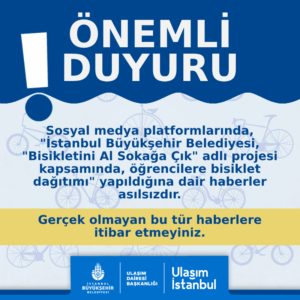 ÖNEMLİ
DUYURU
Sosyal medya platformlarında,
"İstanbul Büyükşehir Belediyesi,
"Bisikletini Al Sokağa Çık" adlı projesi
kapsamında, öğrencilere bisiklet
dağıtımı" yapıldığına dair haberler
asılsızdır.
Gerçek olmayan bu tür haberlere
itibar etmeyiniz.
İSTANBUL
BÜYÜKŞEHİR
BELEDİYESİ
ULAŞIM
DAİRESİ
BAŞKANLIĞI
Ulaşım
İstanbul